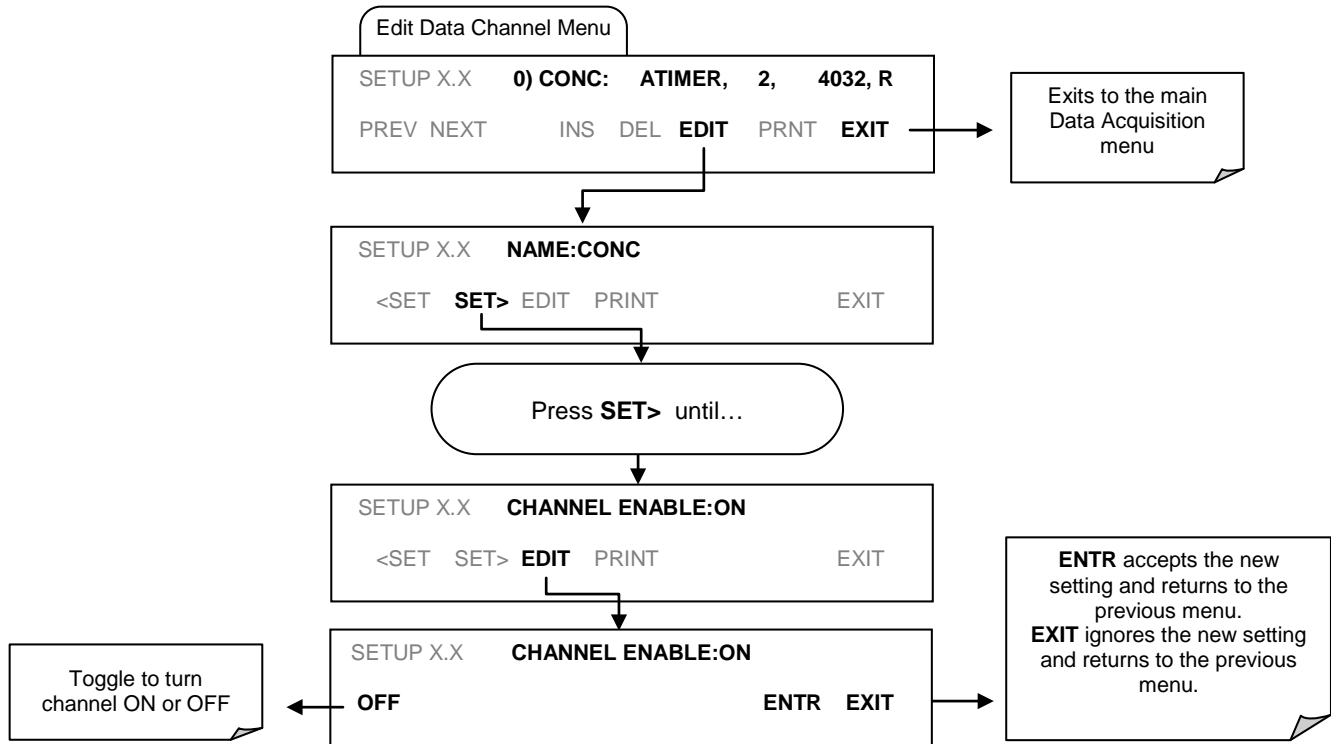 Edit Data Channel Menu
SETUP X.X 0) CONC: ATIMER, 2, 4032, R
PREV NEXT INS DEL EDIT PRNT EXIT
Exits to the main
Data Acquisition
menu
SETUP X.X NAME:CONC
<SET SET> EDIT PRINT EXIT
Press SET> until…
SETUP X.X CHANNEL ENABLE:ON
<SET SET> EDIT PRINT EXIT
SETUP X.X CHANNEL ENABLE:ON
OFF ENTR EXIT
Toggle to turn
channel ON or OFF
ENTR accepts the new
setting and returns to the
previous menu.
EXIT ignores the new setting
and returns to the previous
menu.